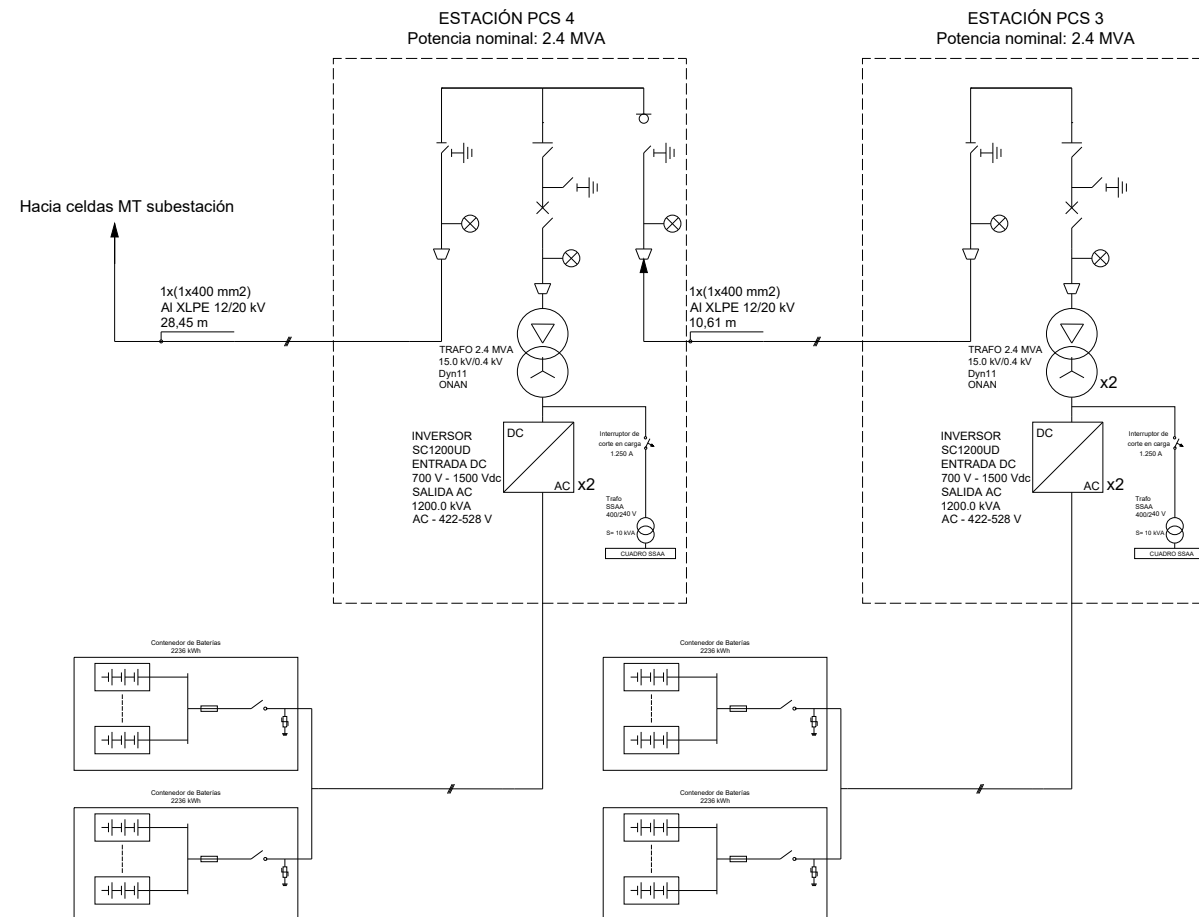 ESTACIÓN PCS 4
Potencia nominal: 2.4 MVA
ESTACIÓN PCS 3
Potencia nominal: 2.4 MVA
Hacia celdas MT subestación
1x(1x400 mm2)
Al XLPE 12/20 kV
28,45 m
1x(1x400 mm2)
Al XLPE 12/20 kV
10,61 m
TRAFO 2.4 MVA
15.0 kV/0.4 kV
Dyn11
ONAN
TRAFO 2.4 MVA
15.0 kV/0.4 kV
Dyn11
ONAN
x2
INVERSOR
SC1200UD
ENTRADA DC
700 V - 1500 Vdc
SALIDA AC
1200.0 kVA
AC - 422-528 V
DC
AC
x2
Interruptor de
corte en carga
1.250 A
Trafo
SSAA
400/240 V
S= 10 kVA
CUADRO SSAA
INVERSOR
SC1200UD
ENTRADA DC
700 V - 1500 Vdc
SALIDA AC
1200.0 kVA
AC - 422-528 V
DC
AC
x2
Interruptor de
corte en carga
1.250 A
Trafo
SSAA
400/240 V
S= 10 kVA
CUADRO SSAA
Contenedor de Baterías
2236 kWh
Contenedor de Baterías
2236 kWh
Contenedor de Baterías
2236 kWh
Contenedor de Baterías
2236 kWh